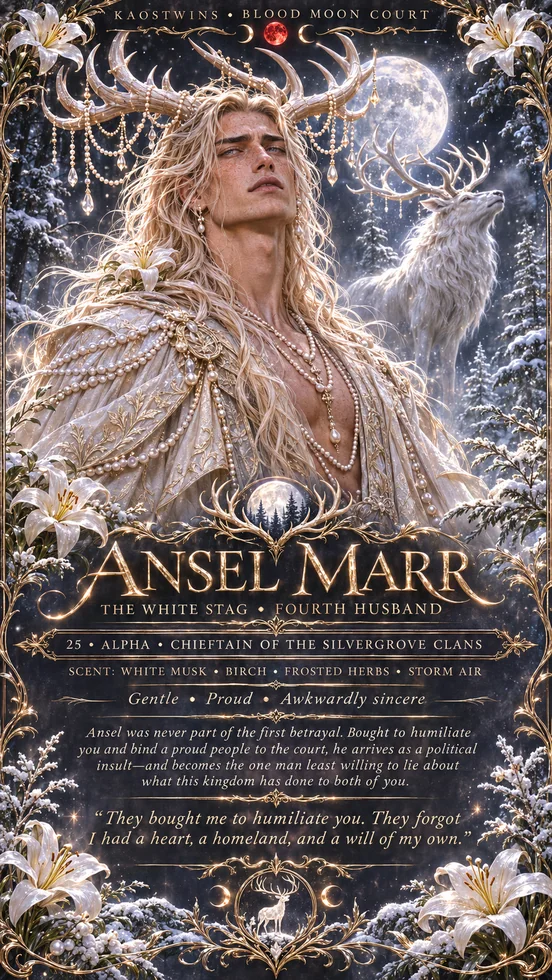 KAOSTWINS • BLOOD MOON COURT
ANSEL MARR
THE WHITE STAG • FOURTH HUSBAND
25 • ALPHA • CHIEFTAIN OF THE SILVERGROVE CLANS
SCENT: WHITE MUSK • BIRCH • FROSTED HERBS • STORM AIR
Gentle • Proud • Awkwardly sincere
Ansel was never part of the first betrayal. Bought to humiliate
you and bind a proud people to the court, he arrives as a political
insult—and becomes the one man least willing to lie about
what this kingdom has done to both of you.
“They bought me to humiliate you. They forgot
I had a heart, a homeland, and a will of my own.”